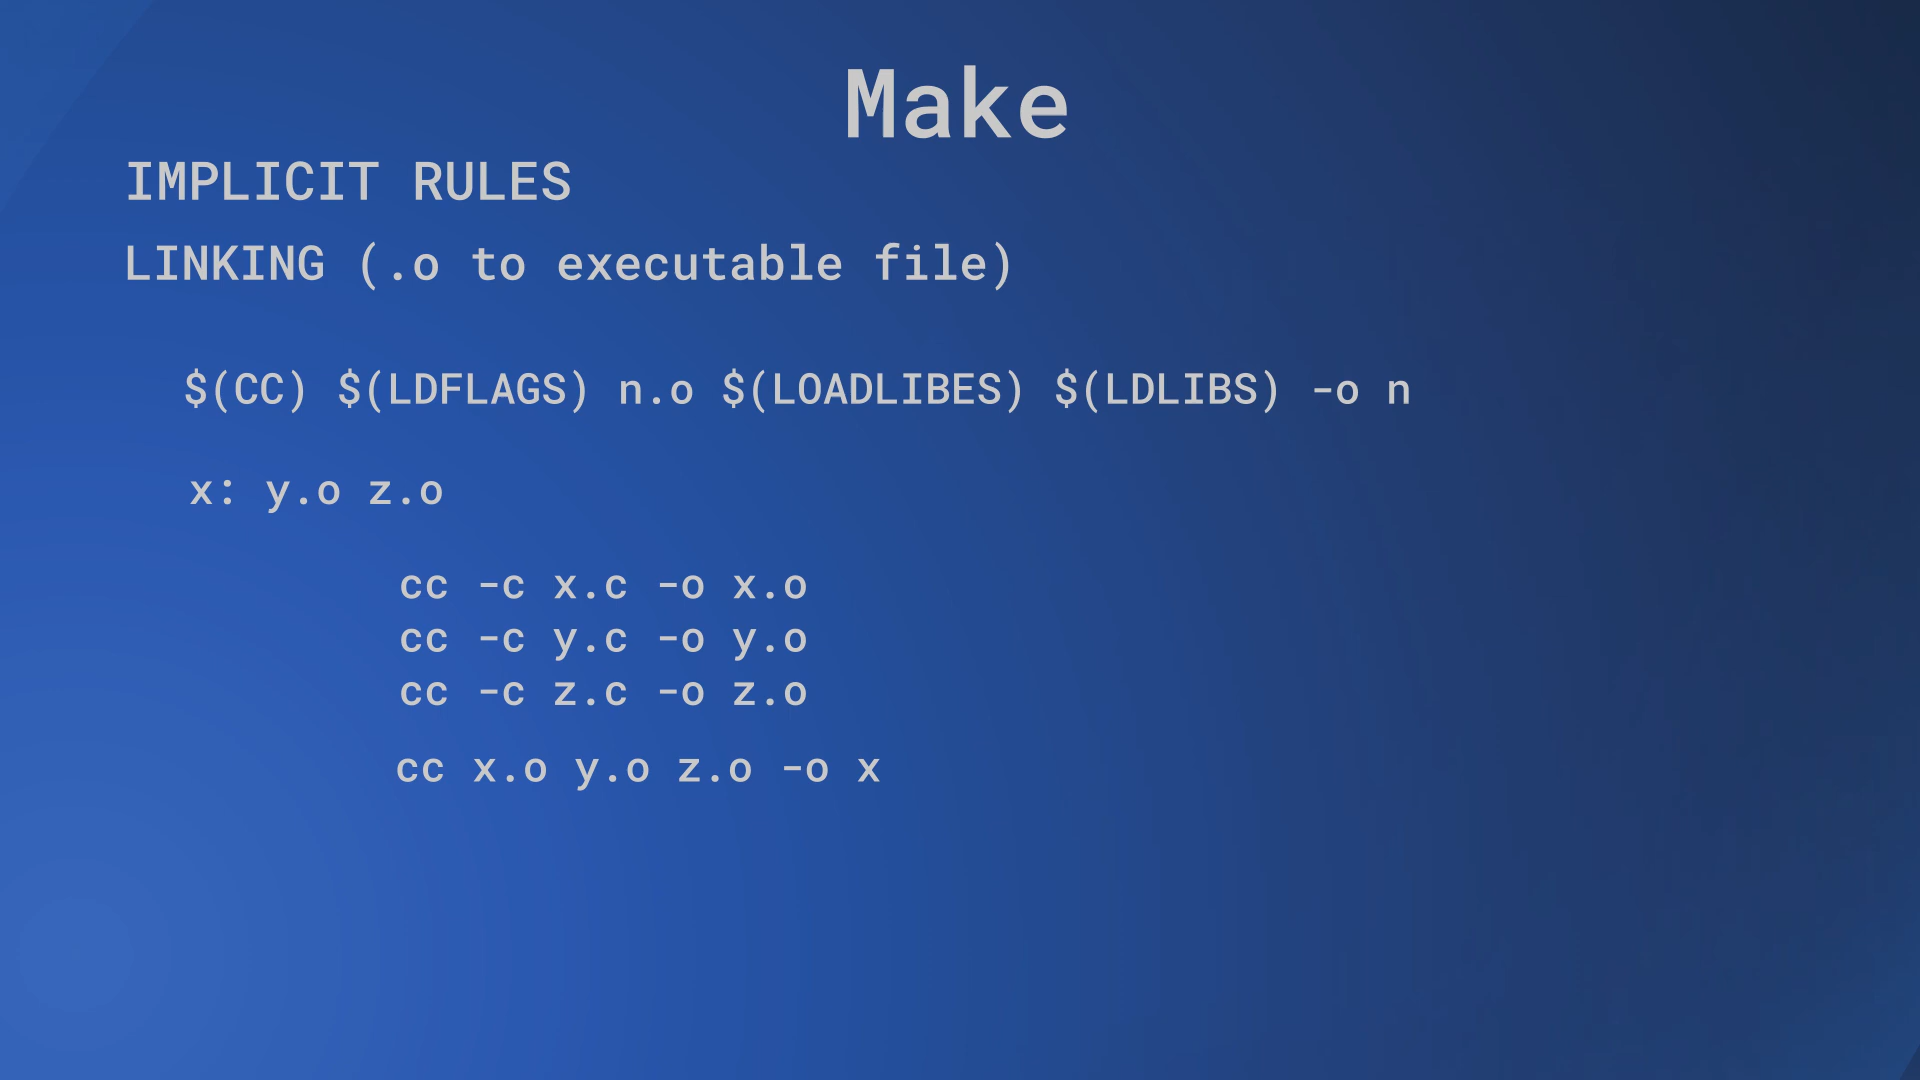 Make
IMPLICIT RULES
LINKING (.o to executable file)
$(CC) $(LDFLAGS) n.o $(LOADLIBES) $(LDLIBS) -o n
x: y.o z.o
cc -c x.c -o x.o
cc -c y.c -o y.o
cc -c z.c -o z.o
cc x.o y.o z.o -o x